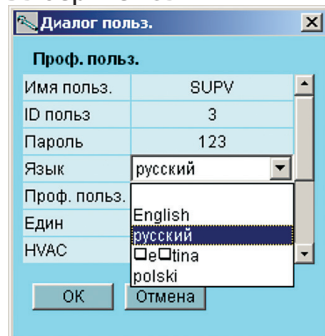 Диалог польз.
Проф. польз.
Имя польз. SUPV
ID польз 3
Пароль 123
Язык русский
Проф. польз.
Един English
русский
HVAC □e□tina
polski
OK Отмена